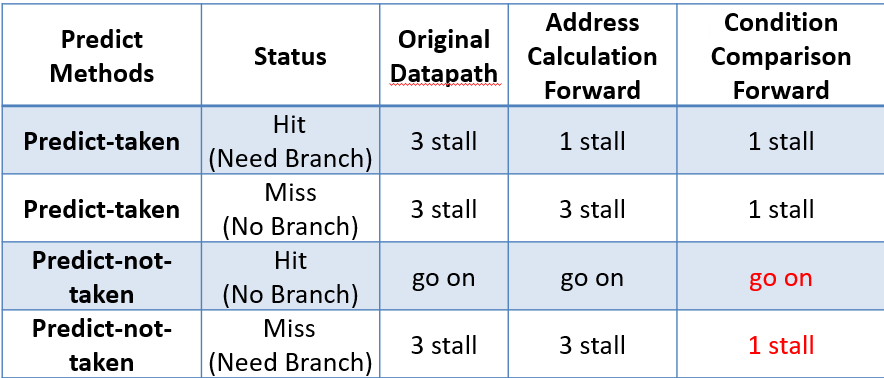 Predict Methods
Status
Original Datapath
Address Calculation Forward
Condition Comparison Forward
Predict-taken
Hit (Need Branch)
3 stall
1 stall
1 stall
Predict-taken
Miss (No Branch)
3 stall
3 stall
1 stall
Predict-not-taken
Hit (No Branch)
go on
go on
go on
Predict-not-taken
Miss (Need Branch)
3 stall
3 stall
1 stall